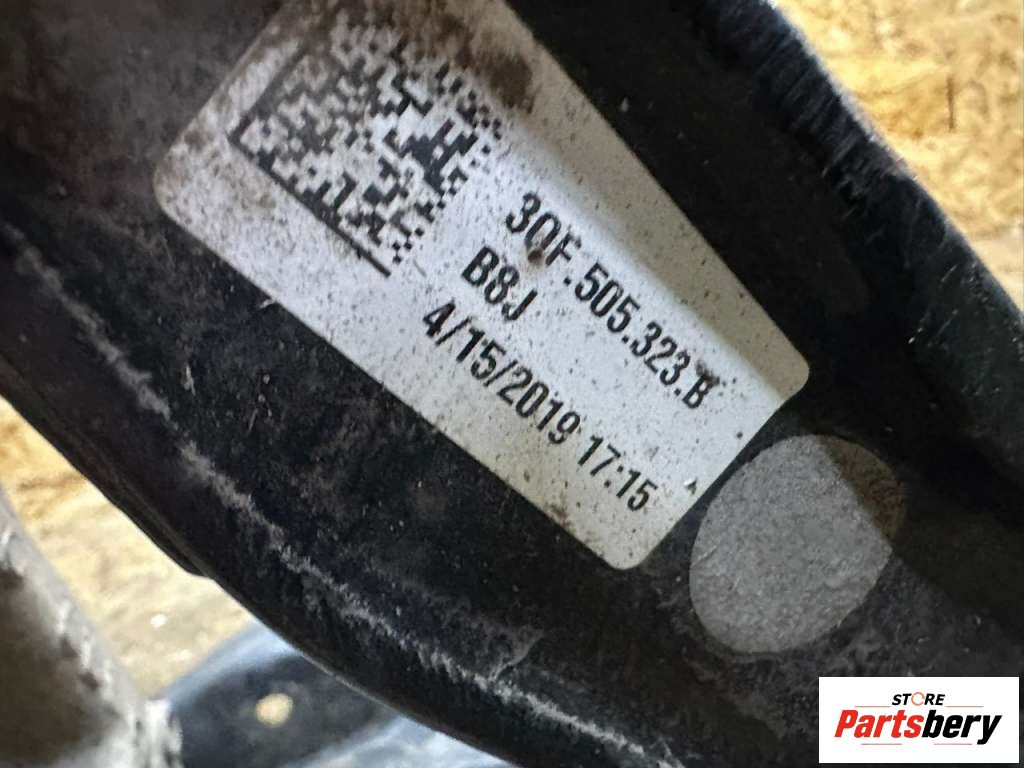 3QF.505.323.B
B8J
4/15/2019 17:15
STORE
Partsbery